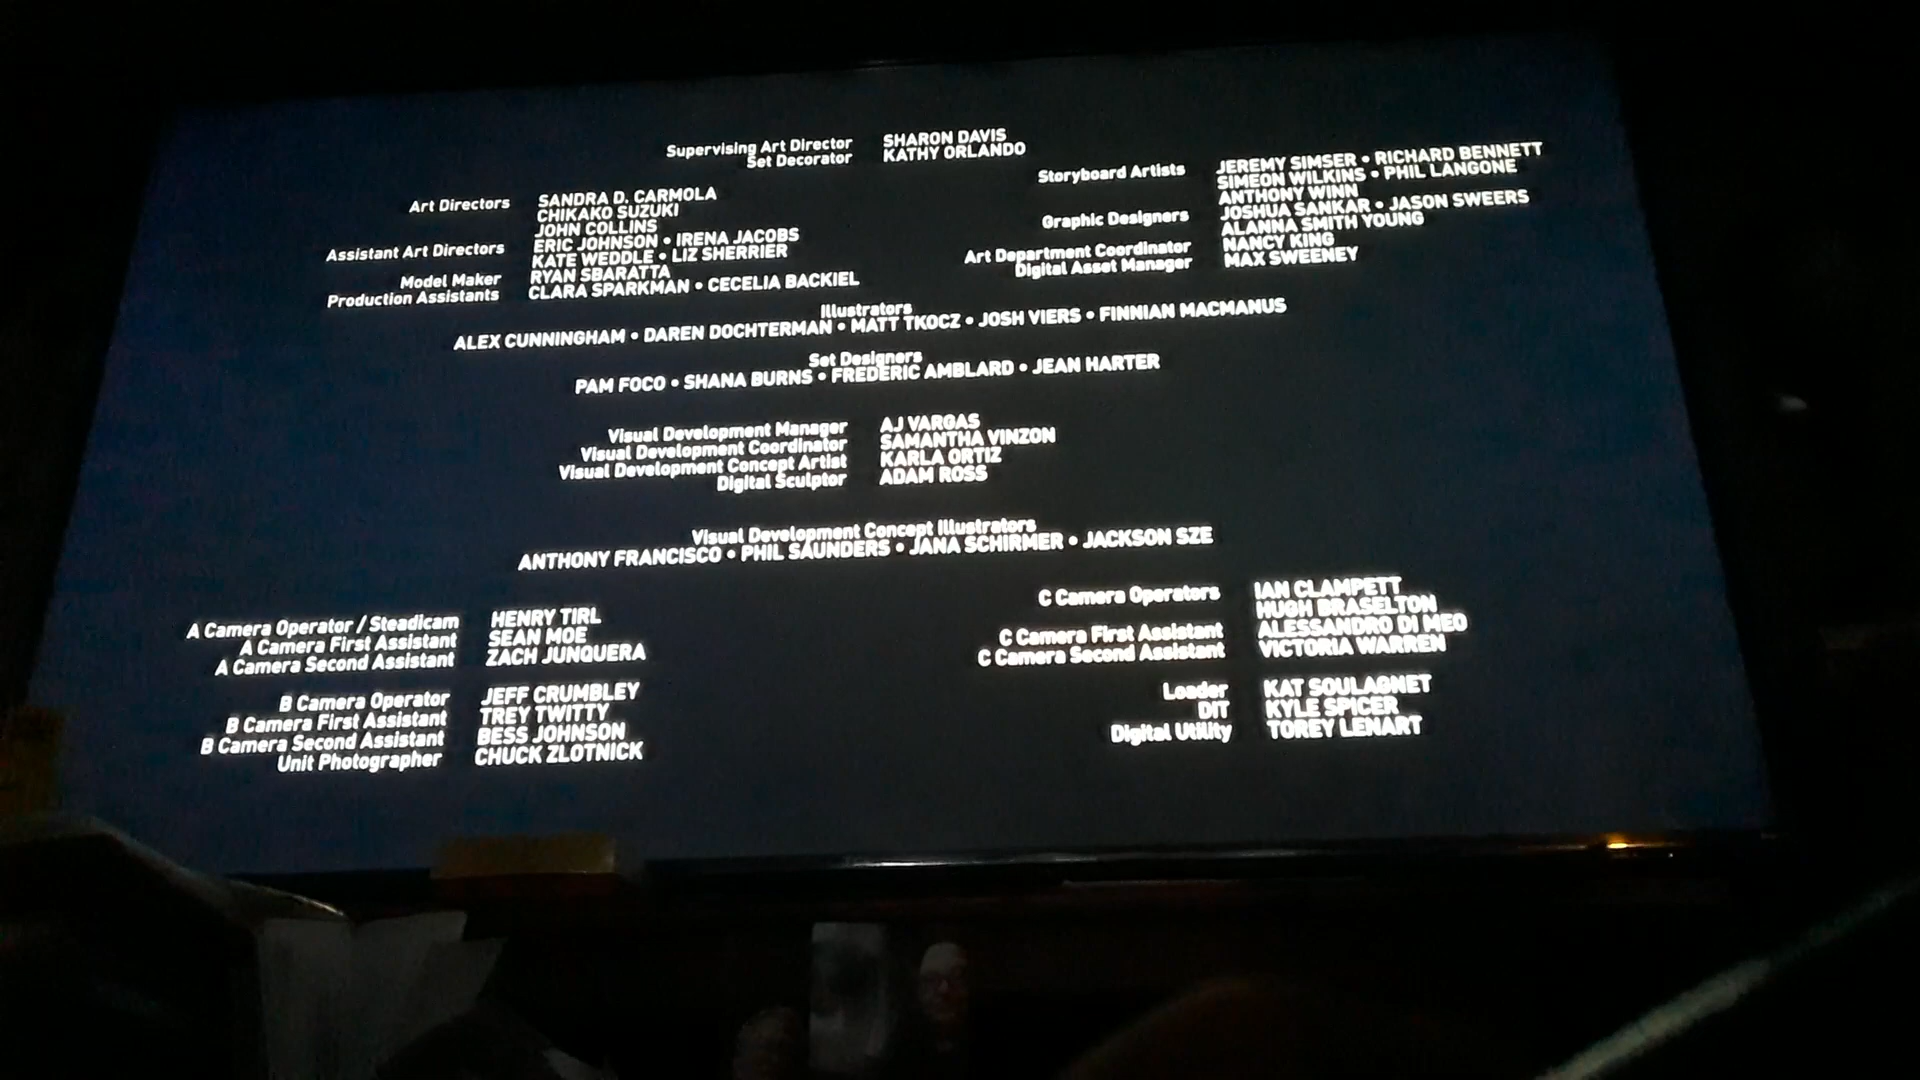 Supervising Art Director SHARON DAVIS
Set Decorator KATHY ORLANDO
Art Directors SANDRA D. CARMOLA
CHIKAKO SUZUKI
JOHN COLLINS
Assistant Art Directors ERIC JOHNSON • IRENA JACOBS
KATE WEDDLE • LIZ SHERRIER
Model Maker RYAN SBARATTA
Production Assistants CLARA SPARKMAN • CECELIA BACKIEL
Storyboard Artists JEREMY SIMSER • RICHARD BENNETT
SIMEON WILKINS • PHIL LANGONE
ANTHONY WINN
Graphic Designers JOSHUA SANKAR • JASON SWEERS
ALANNA SMITH YOUNG
Art Department Coordinator NANCY KING
Digital Asset Manager MAX SWEENEY
Illustrators
ALEX CUNNINGHAM • DAREN DOCHTERMAN • MATT TKOCZ • JOSH VIERS • FINNIAN MACMANUS
Set Designers
PAM FOCO • SHANA BURNS • FREDERIC AMBLARD • JEAN HARTER
Visual Development Manager AJ VARGAS
Visual Development Coordinator SAMANTHA VINZON
Visual Development Concept Artist KARLA ORTIZ
Digital Sculptor ADAM ROSS
Visual Development Concept Illustrators
ANTHONY FRANCISCO • PHIL SAUNDERS • JANA SCHIRMER • JACKSON SZE
A Camera Operator / Steadicam HENRY TIRL
A Camera First Assistant SEAN MOE
A Camera Second Assistant ZACH JUNQUERA
B Camera Operator JEFF CRUMBLEY
B Camera First Assistant TREY TWITTY
B Camera Second Assistant BESS JOHNSON
Unit Photographer CHUCK ZLOTNICK
C Camera Operators IAN CLAMPETT
HUGH BRASELTON
C Camera First Assistant ALESSANDRO DI MEO
C Camera Second Assistant VICTORIA WARREN
Loader KAT SOULAGNET
DIT KYLE SPICER
Digital Utility TOREY LENART